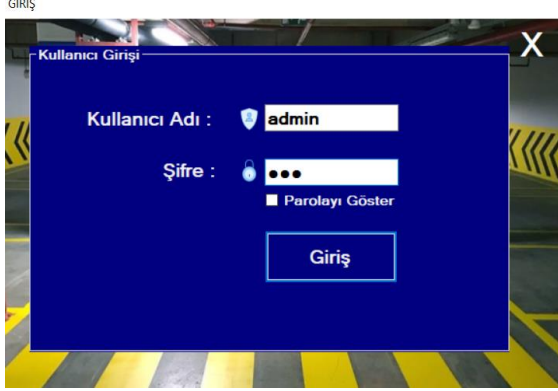 GİRİŞ
X
Kullanıcı Girişi
Kullanıcı Adı :
admin
Şifre :
●●●
Parolayı Göster
Giriş